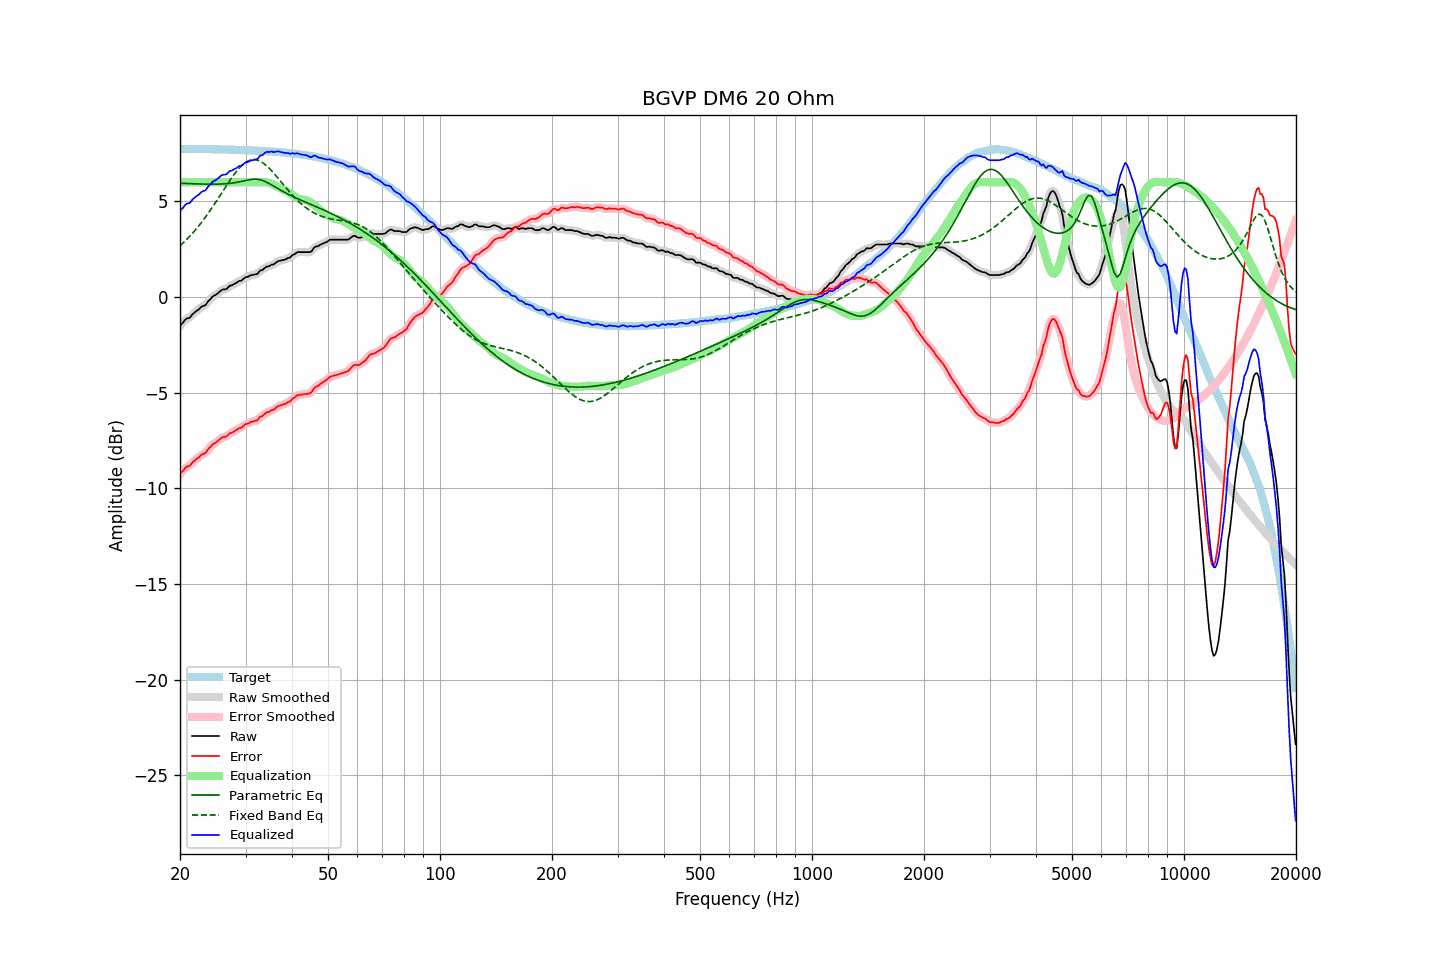 BGVP DM6 20 Ohm
Amplitude (dBr)
5
0
−5
−10
−15
−20
−25
Target
Raw Smoothed
Error Smoothed
Raw
Error
Equalization
Parametric Eq
Fixed Band Eq
Equalized
20 50 100 200 500 1000 2000 5000 10000 20000
Frequency (Hz)